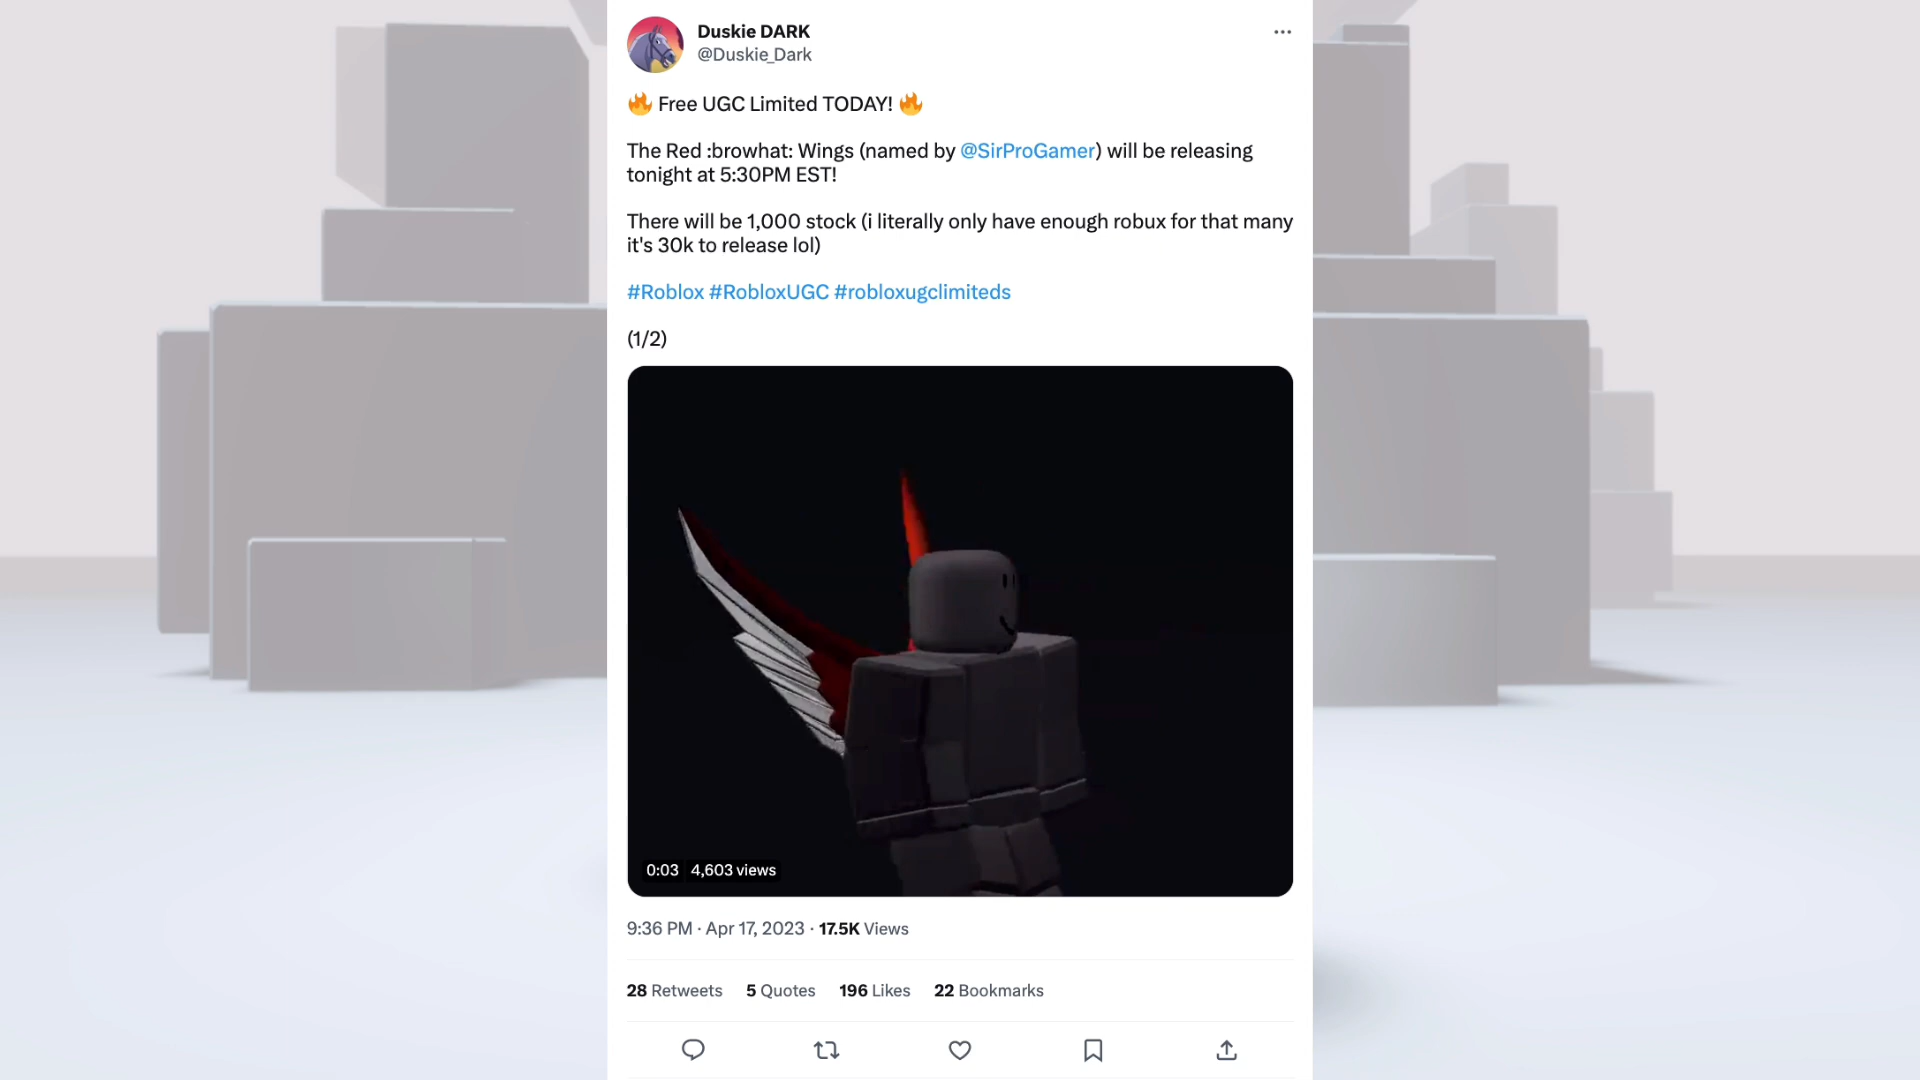 Duskie DARK
@Duskie_Dark
🔥 Free UGC Limited TODAY! 🔥
The Red :browhat: Wings (named by @SirProGamer) will be releasing
tonight at 5:30PM EST!
There will be 1,000 stock (i literally only have enough robux for that many
it's 30k to release lol)
#Roblox #RobloxUGC #robloxugclimiteds
(1/2)
0:03 4,603 views
9:36 PM · Apr 17, 2023 · 17.5K Views
28 Retweets 5 Quotes 196 Likes 22 Bookmarks